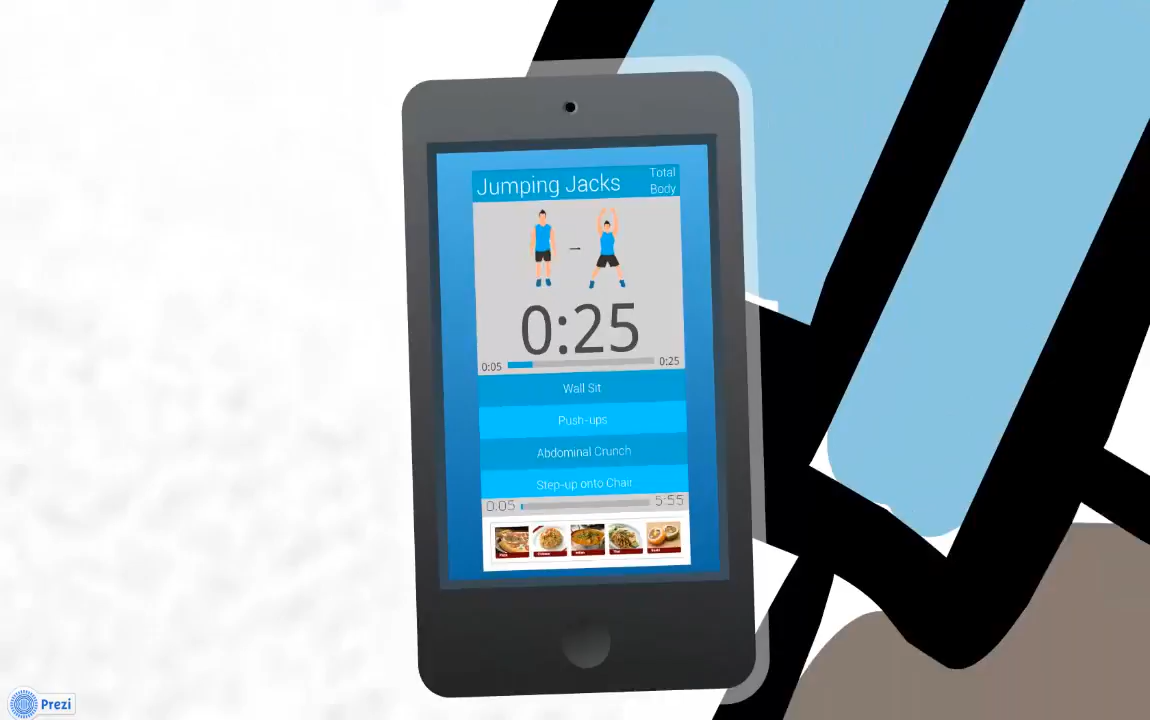 Jumping Jacks
Total
Body
0:25
0:05
0:25
Wall Sit
Push-ups
Abdominal Crunch
Step-up onto Chair
0:05
5:55
Prezi